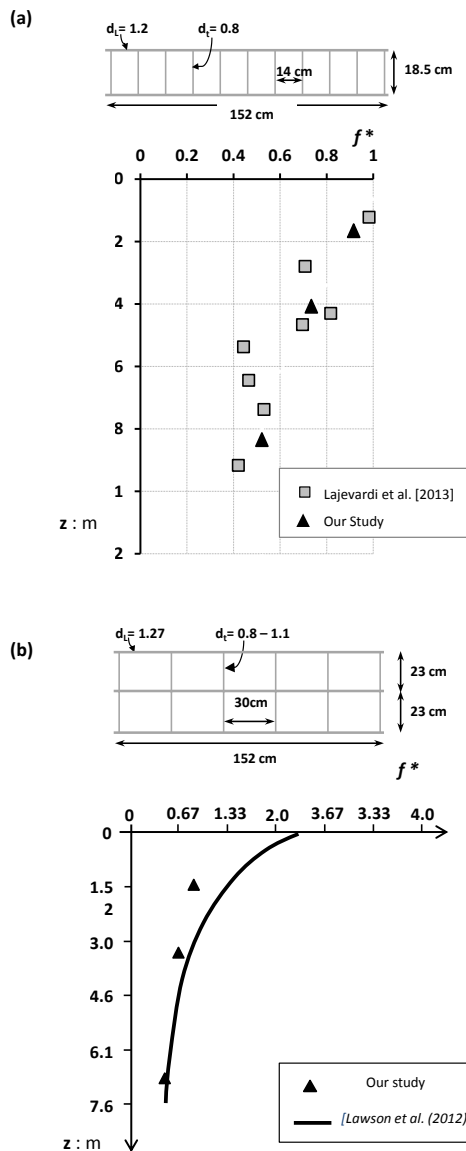 (a)
dL= 1.2 dt= 0.8
14 cm 18.5 cm
152 cm
f *
0 0.2 0.4 0.6 0.8 1
0
2
4
6
8
1
2
z : m
Lajevardi et al. [2013]
Our Study
(b)
dL= 1.27 dt= 0.8 – 1.1
30cm 23 cm
23 cm
152 cm
f *
0 0.67 1.33 2.0 3.67 3.33 4.0
0
1.5
2
3.0
4.6
6.1
7.6
z : m
Our study
[Lawson et al. (2012)